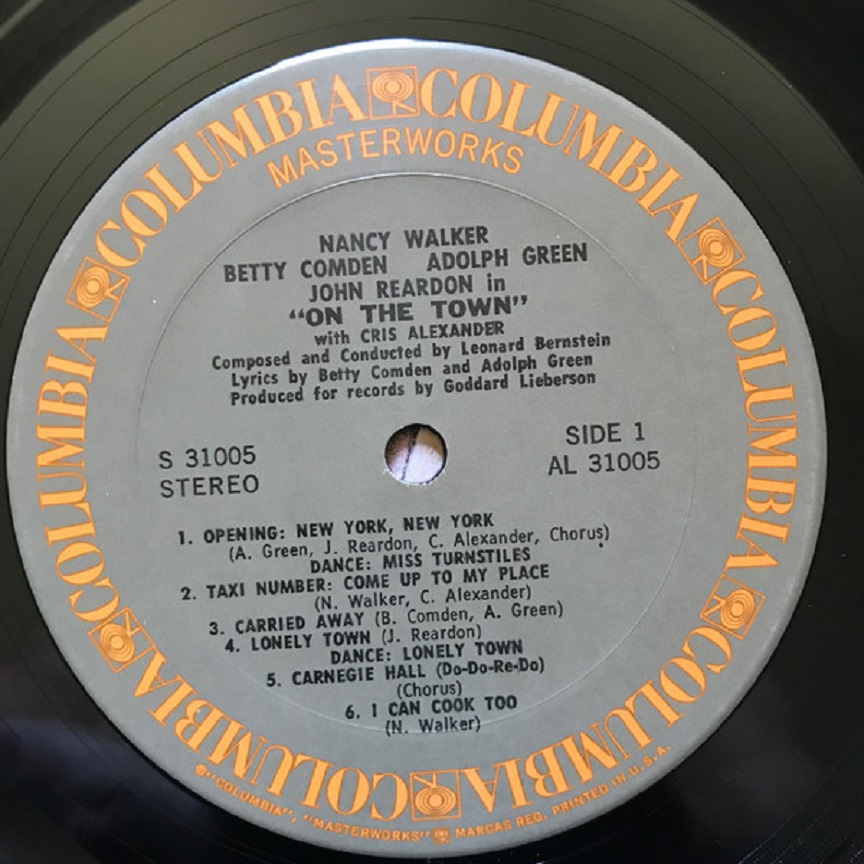 COLUMBIA COLUMBIA COLUMBIA COLUMBIA COLUMBIA COLUMBIA
MASTERWORKS
NANCY WALKER
BETTY COMDEN ADOLPH GREEN
JOHN REARDON in
"ON THE TOWN"
with CRIS ALEXANDER
Composed and Conducted by Leonard Bernstein
Lyrics by Betty Comden and Adolph Green
Produced for records by Goddard Lieberson
S 31005
STEREO
SIDE 1
AL 31005
1. OPENING: NEW YORK, NEW YORK
(A. Green, J. Reardon, C. Alexander, Chorus)
DANCE: MISS TURNSTILES
2. TAXI NUMBER: COME UP TO MY PLACE
(N. Walker, C. Alexander)
3. CARRIED AWAY (B. Comden, A. Green)
4. LONELY TOWN (J. Reardon)
DANCE: LONELY TOWN
5. CARNEGIE HALL (Do-Do-Re-Do)
(Chorus)
6. I CAN COOK TOO
(N. Walker)
®"COLUMBIA", "MASTERWORKS" MARCAS REG. PRINTED IN U.S.A.